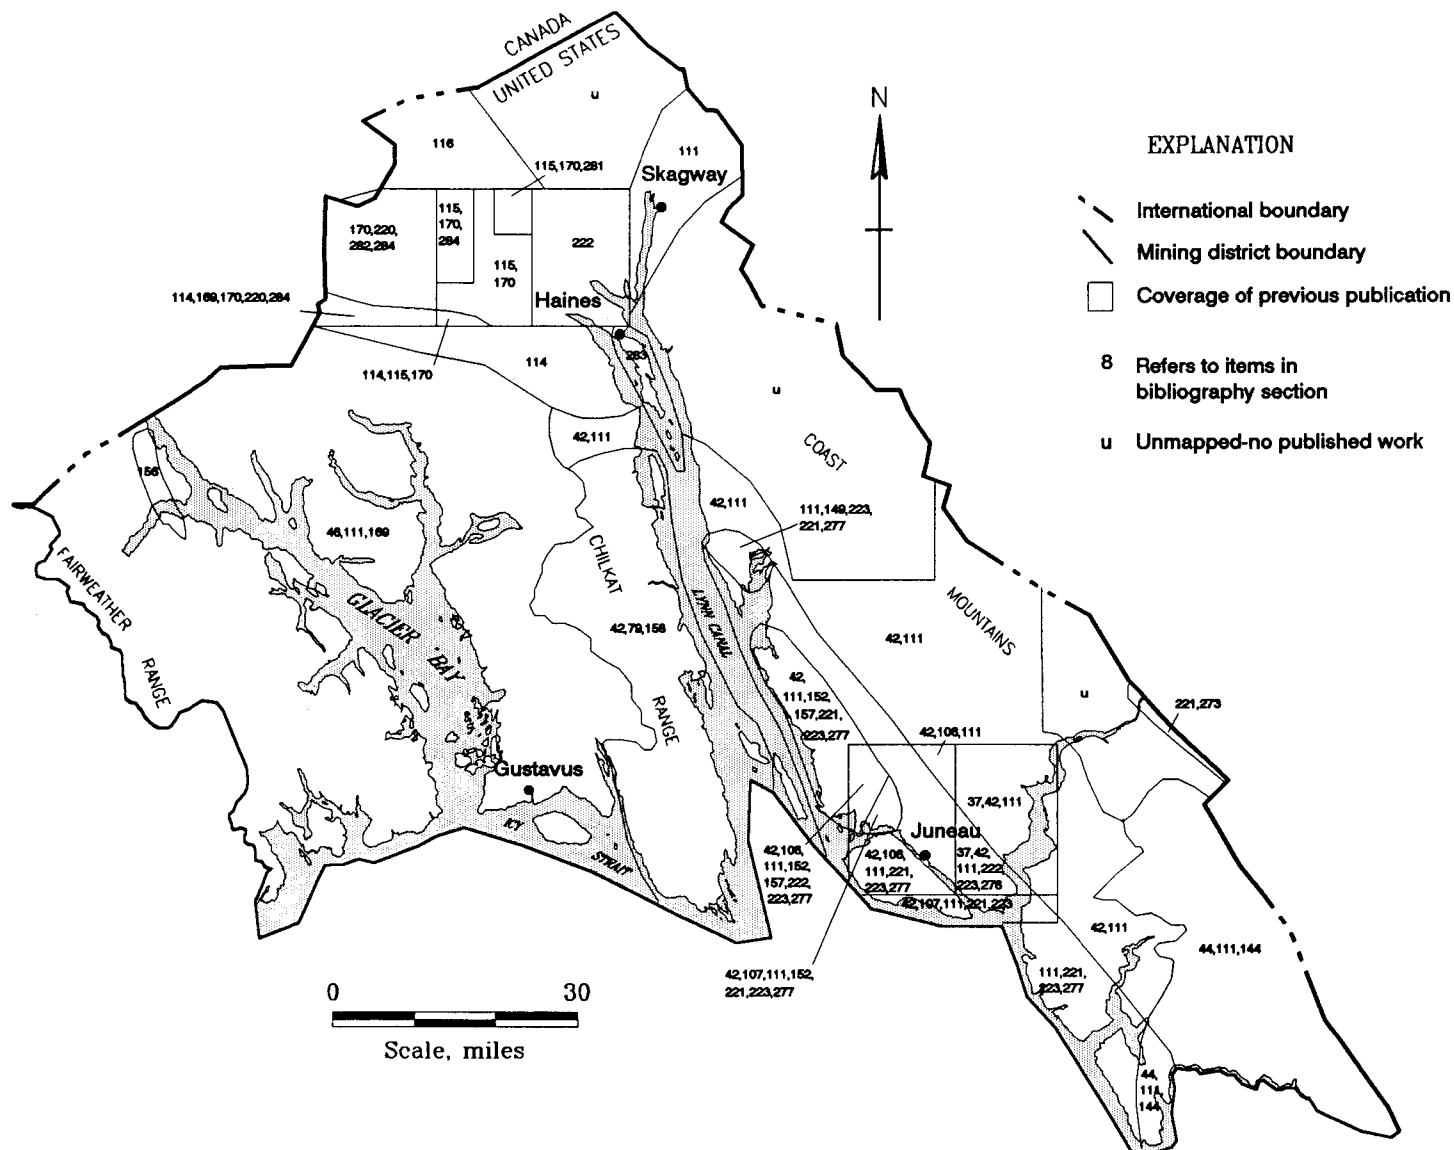 CANADA
UNITED STATES
u
116
115,170,281
111
Skagway
N
EXPLANATION
International boundary
Mining district boundary
Coverage of previous publication
8 Refers to items in
bibliography section
u Unmapped-no published work
170,220,
282,284
115,
170,
284
115,
170
222
Haines
114,169,170,220,284
114,115,170
114
283
u
42,111
COAST
156
46,111,169
42,111
111,149,223,
221,277
FAIRWEATHER
RANGE
GLACIER BAY
CHILKAT
RANGE
42,79,156
LYNN CANAL
MOUNTAINS
42,111
42,
111,152,
157,221,
223,277
u
221,273
42,106,111
37,42,111
Gustavus
ICY
STRAIT
Juneau
42,106,
111,152,
157,222,
223,277
42,106,
111,221,
223,277
37,42,
111,222,
223,276
42,107,111,221,223
42,107,111,152,
221,223,277
42,111
44,111,144
111,221,
223,277
44,
111,
144
0 30
Scale, miles